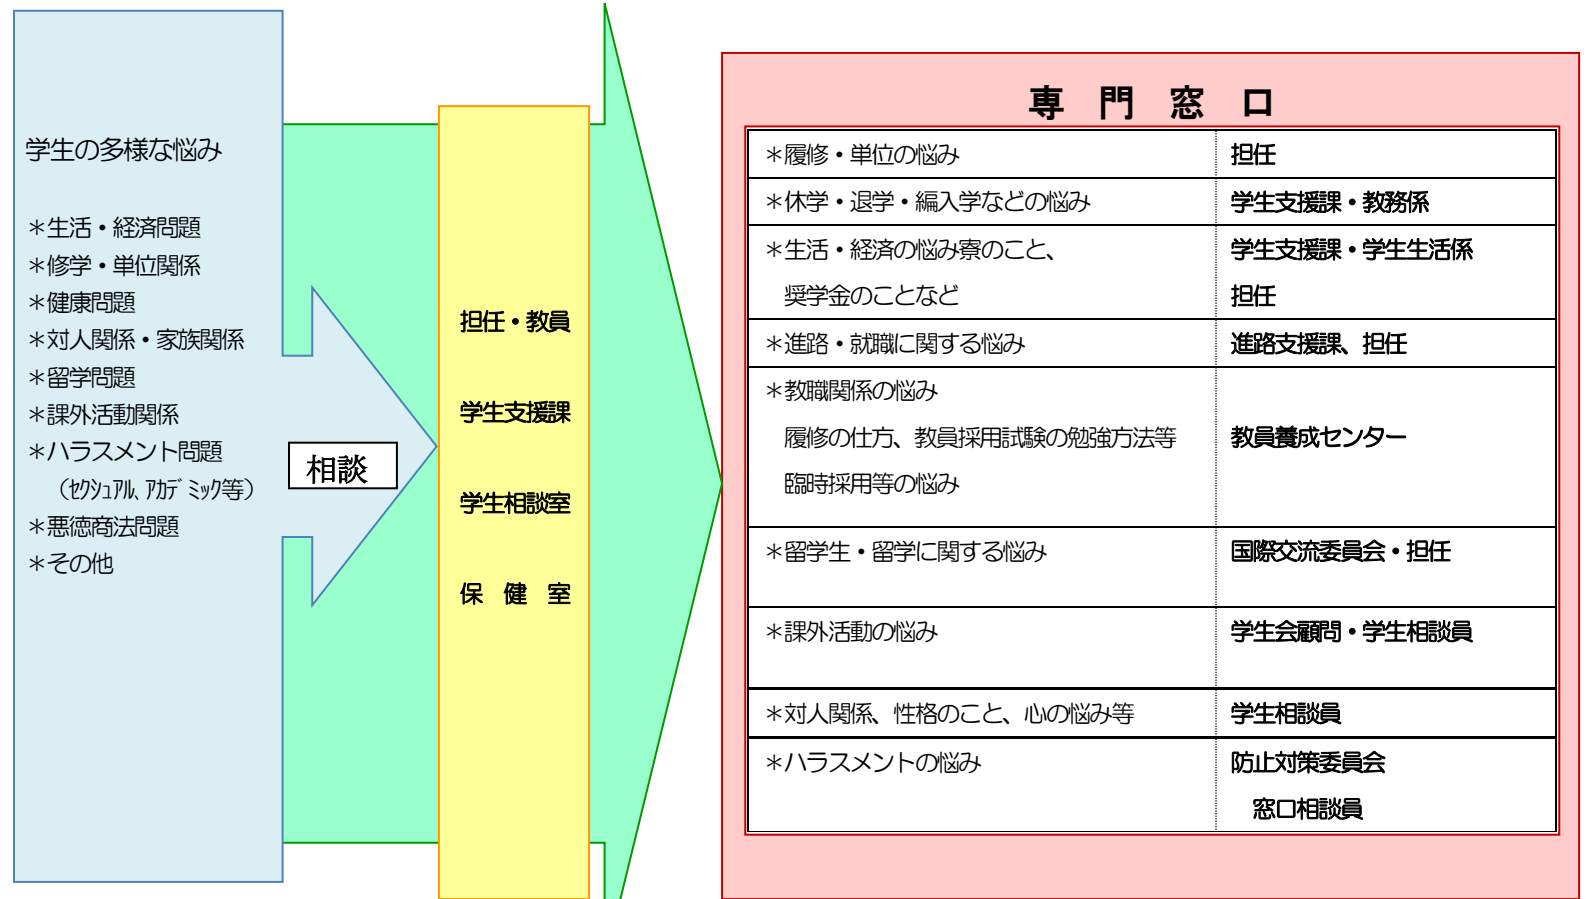 学生の多様な悩み
＊生活・経済問題
＊修学・単位関係
＊健康問題
＊対人関係・家族関係
＊留学問題
＊課外活動関係
＊ハラスメント問題
（ｾｸｼｭｱﾙ、ｱｶﾃﾞﾐｯｸ等）
＊悪徳商法問題
＊その他
相談
担任・教員
学生支援課
学生相談室
保　健　室
専　門　窓　口
＊履修・単位の悩み　担任
＊休学・退学・編入学などの悩み　学生支援課・教務係
＊生活・経済の悩み寮のこと、　学生支援課・学生生活係
奨学金のことなど　担任
＊進路・就職に関する悩み　進路支援課、担任
＊教職関係の悩み
履修の仕方、教員採用試験の勉強方法等　教員養成センター
臨時採用等の悩み
＊留学生・留学に関する悩み　国際交流委員会・担任
＊課外活動の悩み　学生会顧問・学生相談員
＊対人関係、性格のこと、心の悩み等　学生相談員
＊ハラスメントの悩み　防止対策委員会
窓口相談員